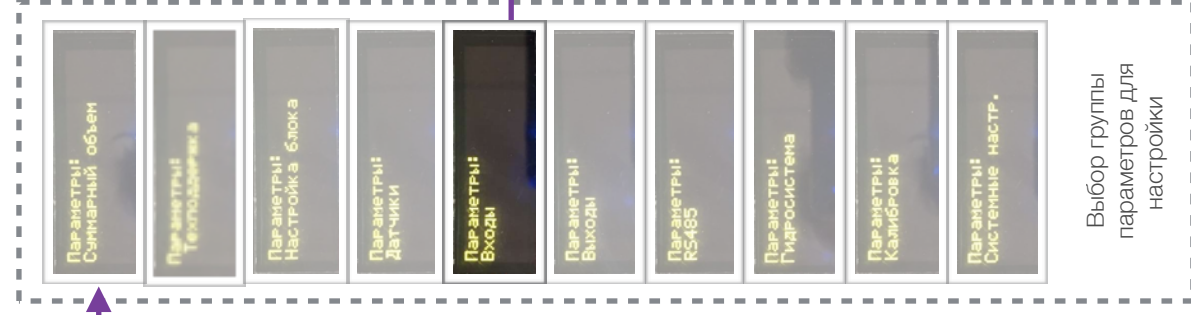 Параметры:
Суммарный объем
Параметры:
Техподдержка
Параметры:
Настройка блока
Параметры:
Датчики
Параметры:
Входы
Параметры:
Выходы
Параметры:
RS485
Параметры:
Гидросистема
Параметры:
Калибровка
Параметры:
Системные настр.
Выбор группы
параметров для
настройки